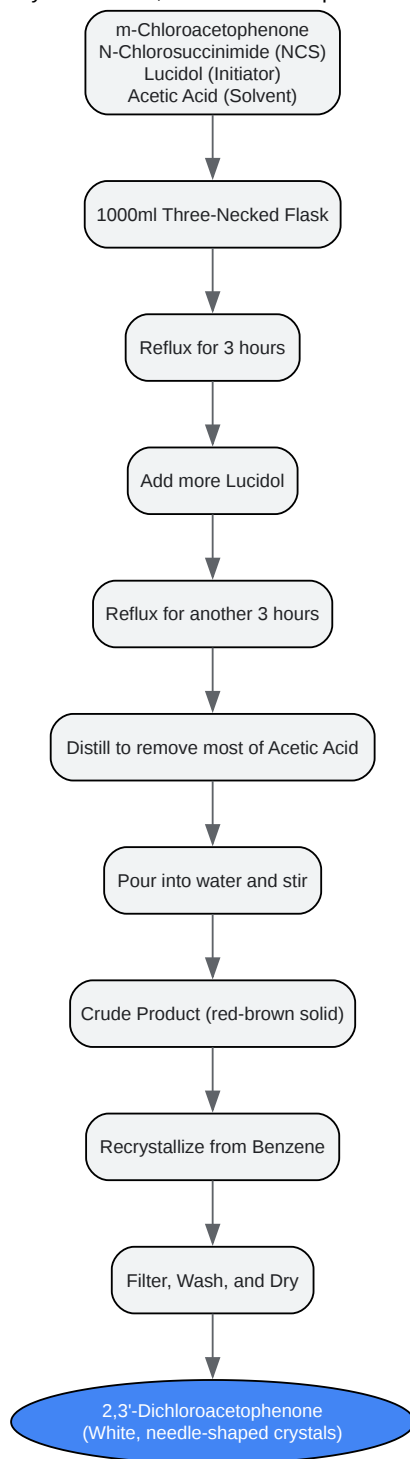 m-Chloroacetophenone
N-Chlorosuccinimide (NCS)
Lucidol (Initiator)
Acetic Acid (Solvent)
1000ml Three-Necked Flask
Reflux for 3 hours
Add more Lucidol
Reflux for another 3 hours
Distill to remove most of Acetic Acid
Pour into water and stir
Crude Product (red-brown solid)
Recrystallize from Benzene
Filter, Wash, and Dry
2,3'-Dichloroacetophenone
(White, needle-shaped crystals)